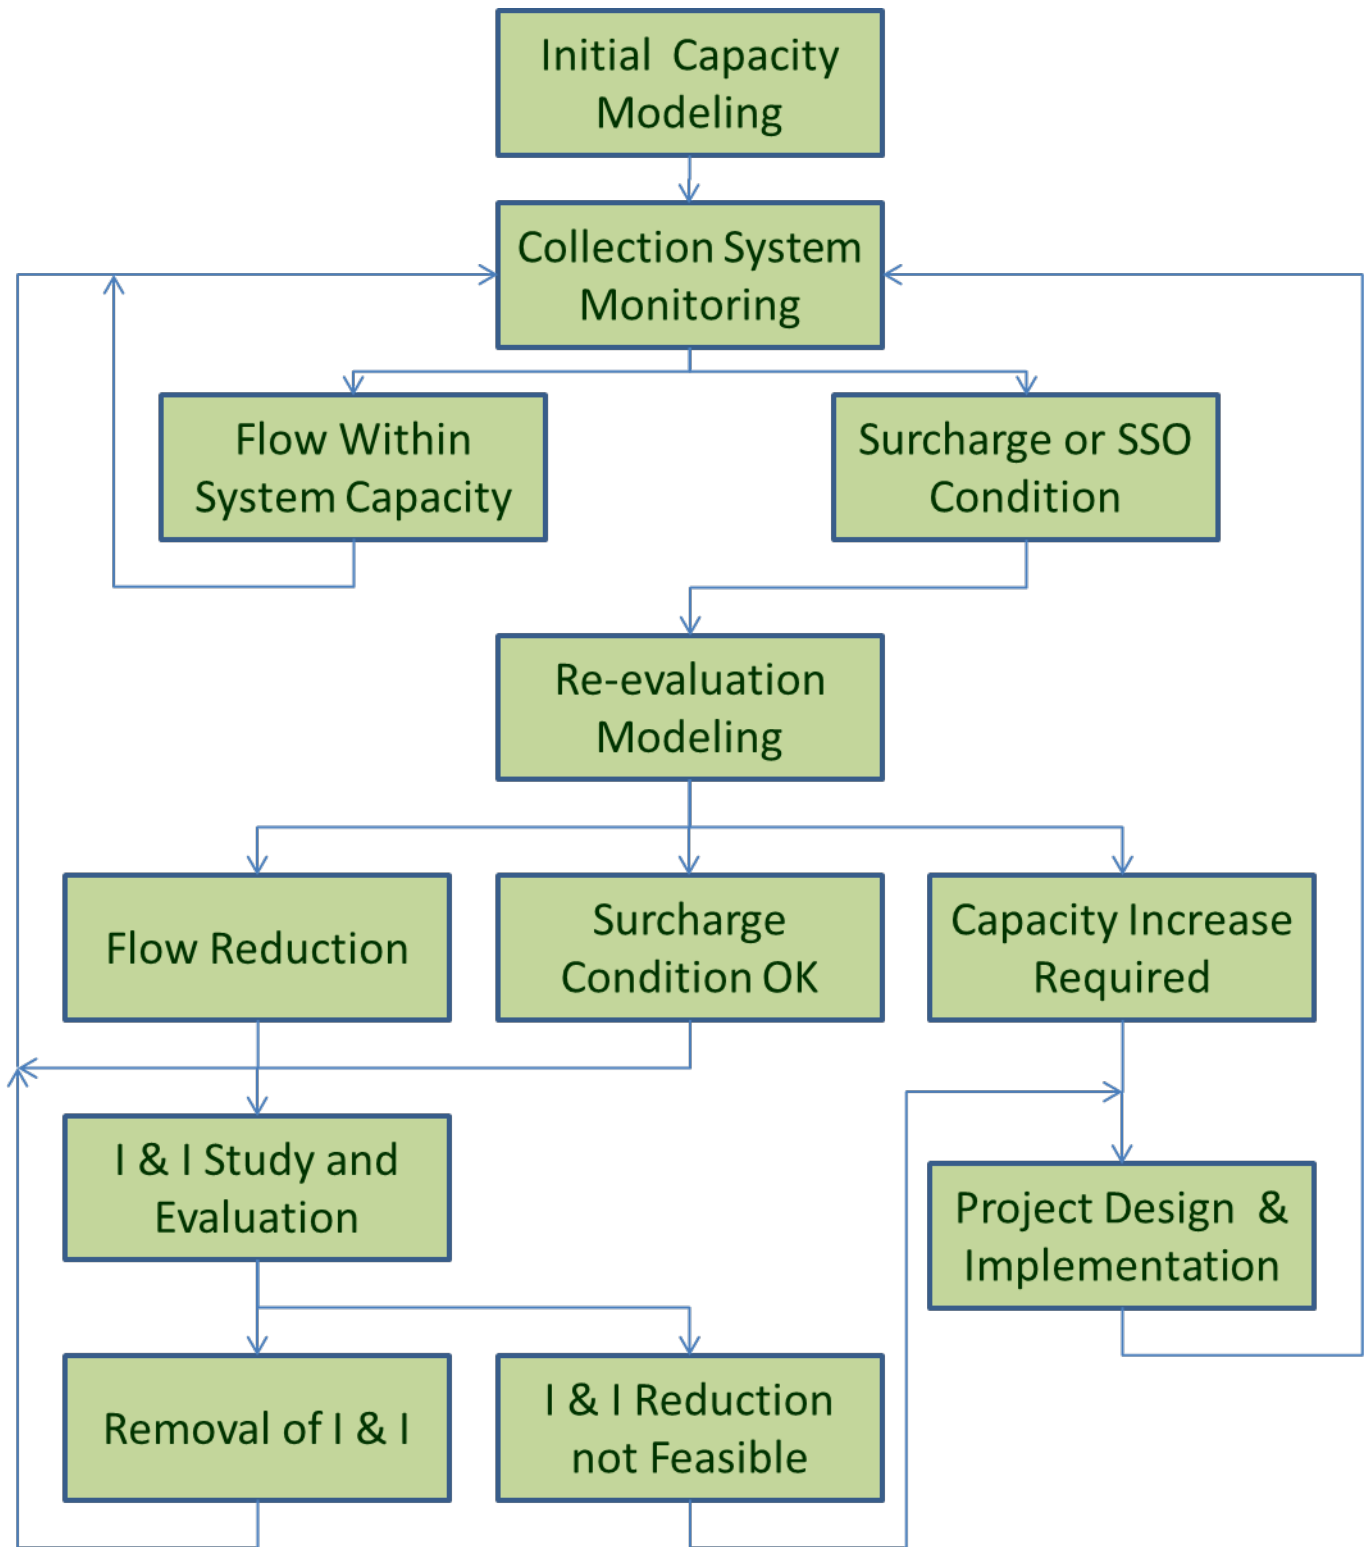 Initial  Capacity
Modeling
Collection System
Monitoring
Flow Within
System Capacity
Surcharge or SSO
Condition
Re-evaluation
Modeling
Flow Reduction
Surcharge
Condition OK
Capacity Increase
Required
I & I Study and
Evaluation
Project Design  &
Implementation
Removal of I & I
I & I Reduction
not Feasible